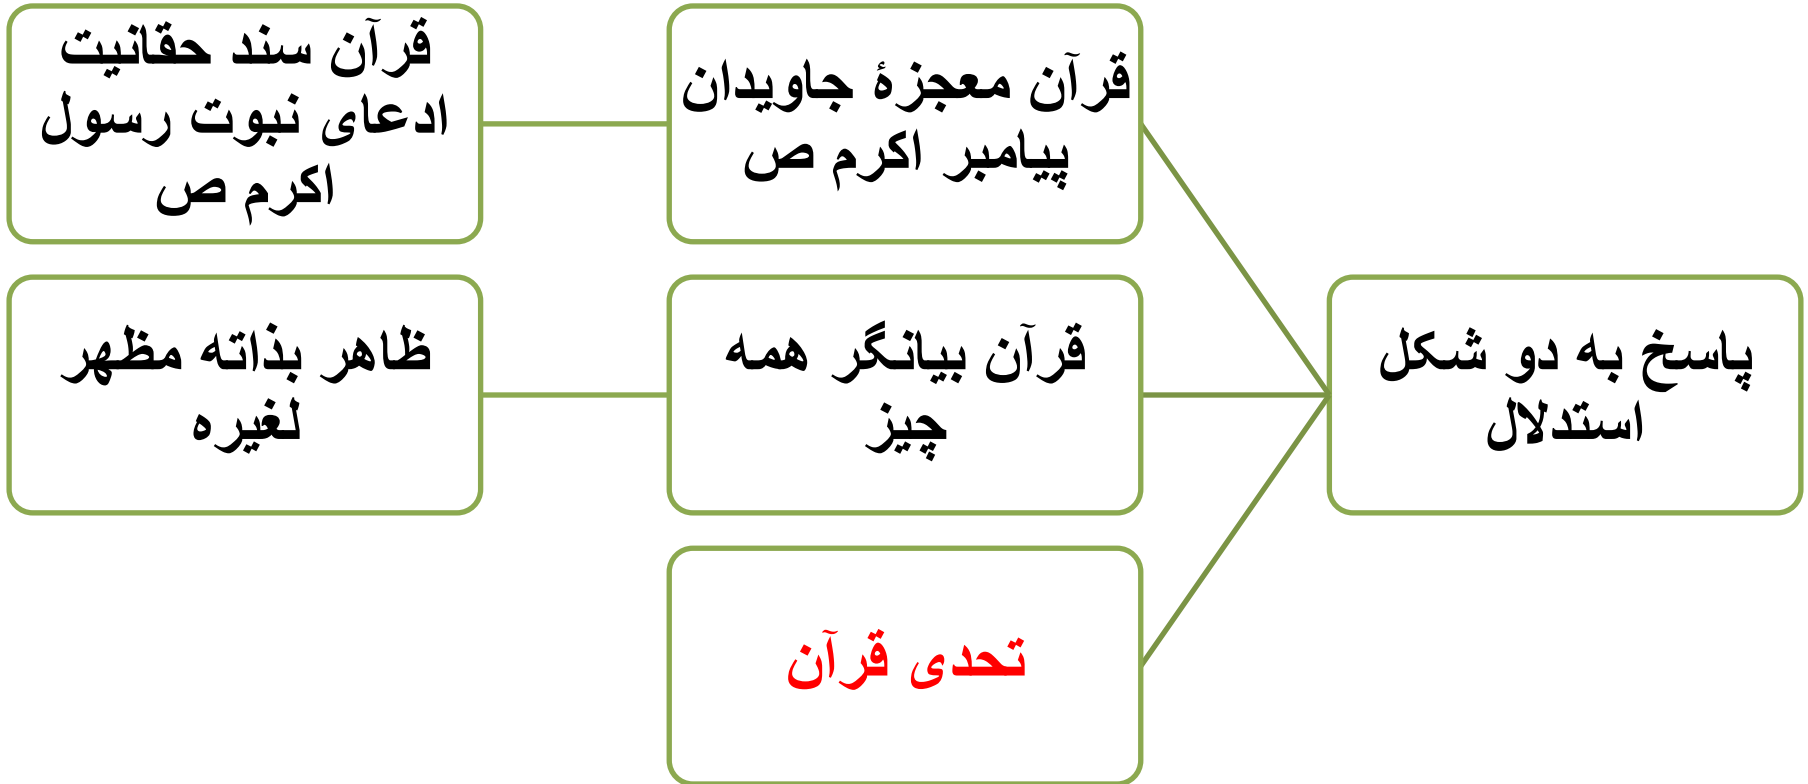 پاسخ به دو شکل
استدلال
قرآن معجزۀ جاویدان
پیامبر اکرم ص
قرآن سند حقانیت
ادعای نبوت رسول
اکرم ص
قرآن بیانگر همه
چیز
ظاهر بذاته مظهر
لغیره
تحدی قرآن